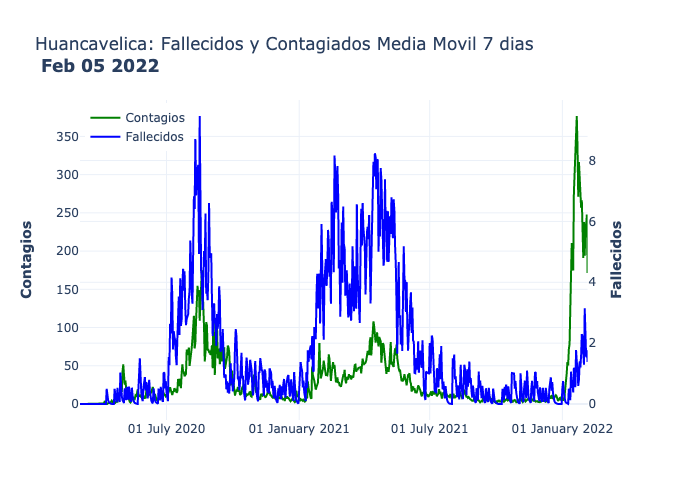 Huancavelica: Fallecidos y Contagiados Media Movil 7 dias
Feb 05 2022
Contagios
Fallecidos
350
300
250
200
150
100
50
0
8
6
4
2
0
Contagios
Fallecidos
01 July 2020
01 January 2021
01 July 2021
01 January 2022